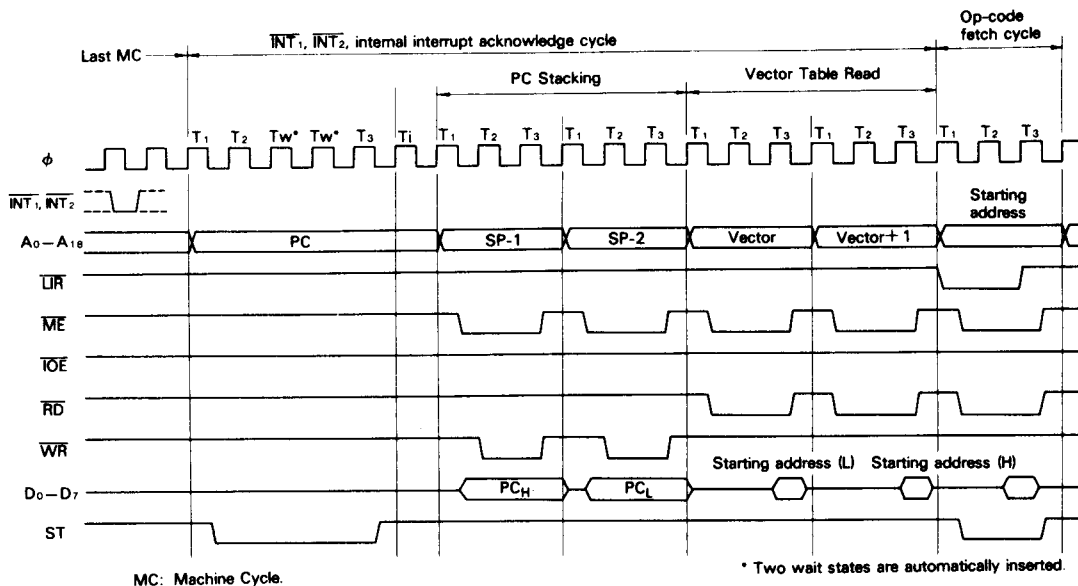 Op-code
fetch cycle
Last MC
INT₁, INT₂, internal interrupt acknowledge cycle
PC Stacking
Vector Table Read
T₁ T₂ Tw* Tw* T₃ Ti T₁ T₂ T₃ T₁ T₂ T₃ T₁ T₂ T₃ T₁ T₂ T₃ T₁ T₂ T₃
φ
INT₁, INT₂
Starting
address
A₀–A₁₈ PC SP-1 SP-2 Vector Vector+1
LIR
ME
IOE
RD
WR
Starting address (L) Starting address (H)
D₀–D₇ PCH PCL
ST
MC: Machine Cycle.
* Two wait states are automatically inserted.